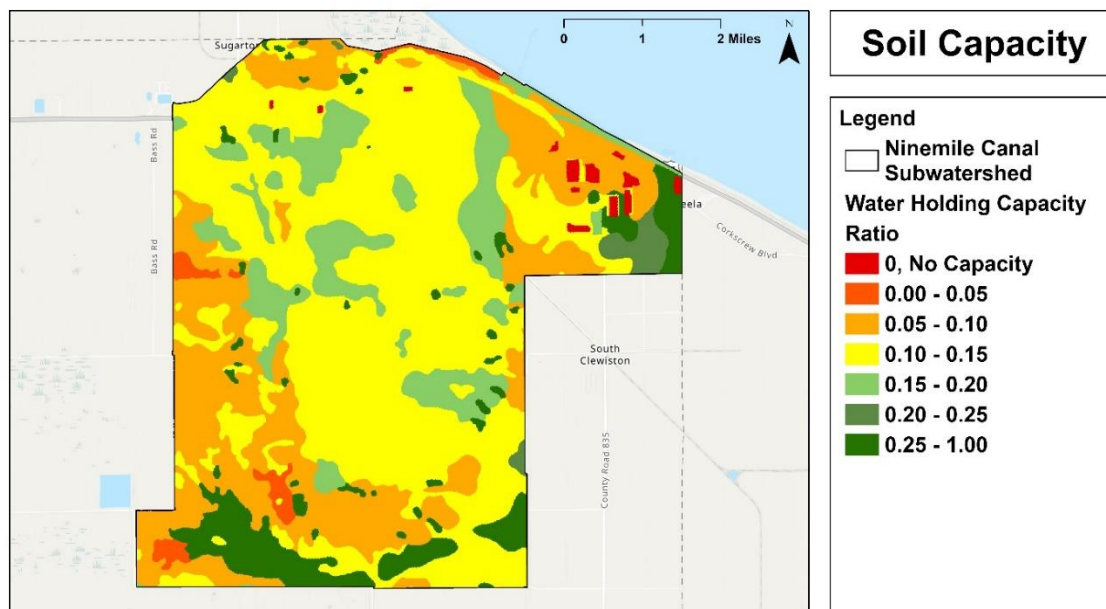 Sugarto
0 1 2 Miles
N
Bass Rd
Bass Rd
eela
Corkscrew Blvd
South
Clewiston
County Road 835
Soil Capacity
Legend
Ninemile Canal
Subwatershed
Water Holding Capacity
Ratio
0, No Capacity
0.00 - 0.05
0.05 - 0.10
0.10 - 0.15
0.15 - 0.20
0.20 - 0.25
0.25 - 1.00